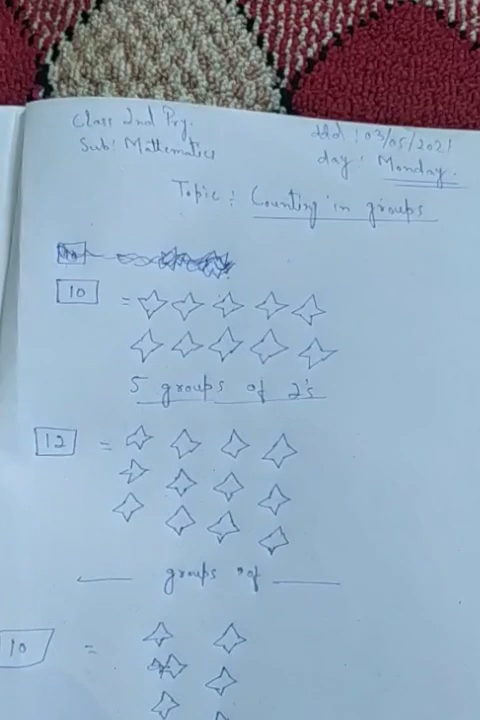 Class 2nd Pry.
dtd : 03/05/2021
Sub: Mathematics
day: Monday.
Topic : Counting in groups
10 =
5 groups of 2's
12 =
groups of
10 =